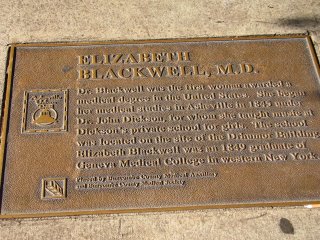 ELIZABETH
BLACKWELL, M.D.
Dr. Blackwell was the first woman awarded a
medical degree in the United States. She began
her medical studies in Asheville in 1845 under
Dr. John Dickson, for whom she taught music at
Dickson's private school for girls. The school
was located on the site of the Drhumor Building.
Elizabeth Blackwell was an 1849 graduate of
Geneva Medical College in western New York.
Placed by Buncombe County Medical Auxiliary
and Buncombe County Medical Society